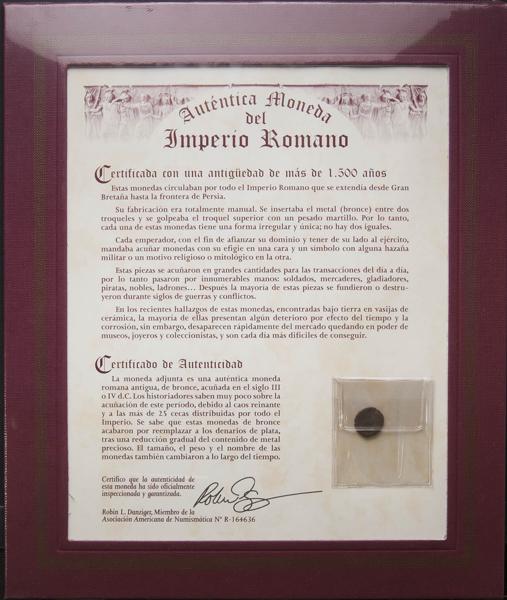 Auténtica Moneda
del
Imperio Romano
Certificada con una antigüedad de más de 1.500 años
Estas monedas circulaban por todo el Imperio Romano que se extendía desde Gran
Bretaña hasta la frontera de Persia.
Su fabricación era totalmente manual. Se insertaba el metal (bronce) entre dos
troqueles y se golpeaba el troquel superior con un pesado martillo. Por lo tanto,
cada una de estas monedas tiene una forma irregular y única; no hay dos iguales.
Cada emperador, con el fin de afianzar su dominio y tener de su lado al ejército,
mandaba acuñar monedas con su efigie en una cara y un símbolo con alguna hazaña
militar o un motivo religioso o mitológico en la otra.
Estas piezas se acuñaron en grandes cantidades para las transacciones del día a día,
por lo tanto pasaron por innumerables manos: soldados, mercaderes, gladiadores,
piratas, nobles, ladrones... Después la mayoría de estas piezas se fundieron o destru-
yeron durante siglos de guerras y conflictos.
En los recientes hallazgos de estas monedas, encontradas bajo tierra en vasijas de
cerámica, la mayoría de ellas presentan algún deterioro por efecto del tiempo y la
corrosión, sin embargo, desaparecen rápidamente del mercado quedando en poder de
museos, joyeros y coleccionistas, y son cada día más difíciles de conseguir.
Certificado de Autenticidad
La moneda adjunta es una auténtica moneda
romana antigua, de bronce, acuñada en el siglo III
o IV d.C. Los historiadores saben muy poco sobre la
acuñación de este período, debido al caos reinante
y a las más de 25 cecas distribuidas por todo el
Imperio. Se sabe que estas monedas de bronce
acabaron por reemplazar a los denarios de plata,
tras una reducción gradual del contenido de metal
precioso. El tamaño, el peso y el nombre de las
monedas también cambiaron a lo largo del tiempo.
Certifico que la autenticidad de
esta moneda ha sido oficialmente
inspeccionada y garantizada.
Robin L. Danziger, Miembro de la
Asociación Americana de Numismática N° R-164636